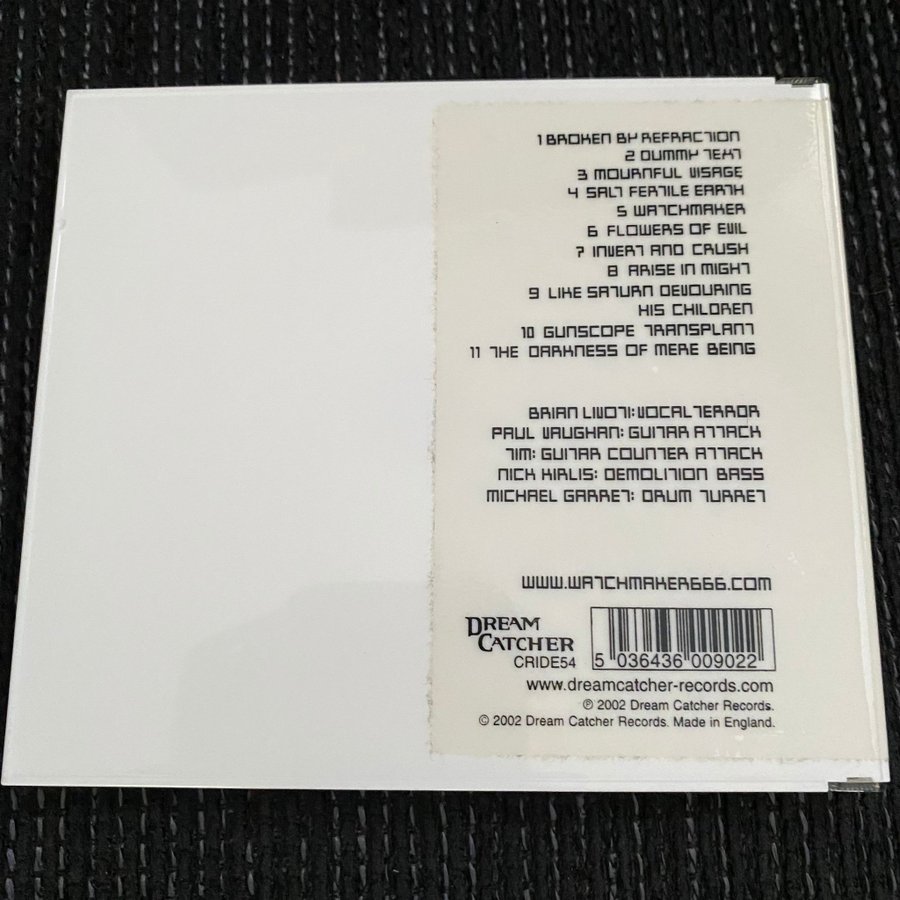 1 BROKEN BY REFRACTION
2 DUMMY TEXT
3 MOURNFUL VISAGE
4 SALT FERTILE EARTH
5 WATCHMAKER
6 FLOWERS OF EVIL
7 INVERT AND CRUSH
8 ARISE IN MIGHT
9 LIKE SATURN DEVOURING
HIS CHILDREN
10 GUNSCOPE TRANSPLANT
11 THE DARKNESS OF MERE BEING
BRIAN LIVOTI: VOCAL TERROR
PAUL VAUGHAN: GUITAR ATTACK
TIM: GUITAR COUNTER ATTACK
NICK KIRLIS: DEMOLITION BASS
MICHAEL GARRET: DRUM TURRET
WWW.WATCHMAKER666.COM
DREAM
CATCHER
CRIDE54
5 036436 009022
www.dreamcatcher-records.com
℗ 2002 Dream Catcher Records.
© 2002 Dream Catcher Records. Made in England.